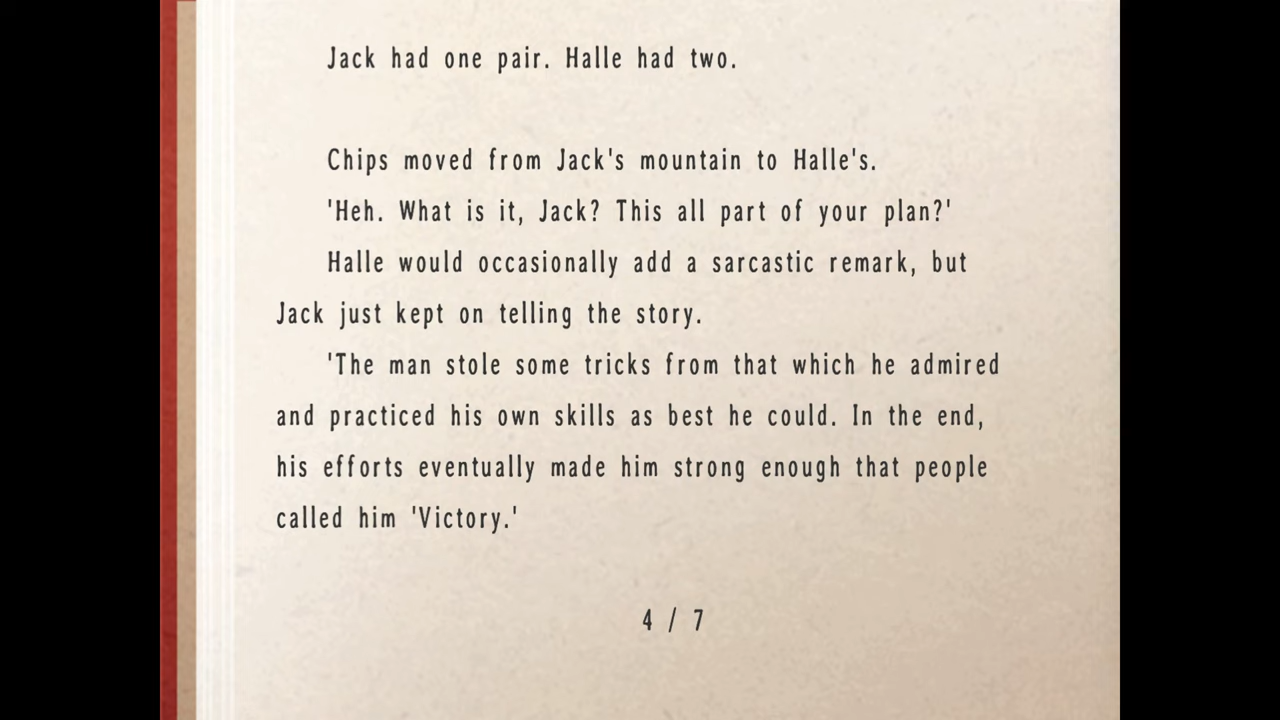 Jack had one pair. Halle had two.
Chips moved from Jack's mountain to Halle's.
'Heh. What is it, Jack? This all part of your plan?'
Halle would occasionally add a sarcastic remark, but
Jack just kept on telling the story.
'The man stole some tricks from that which he admired
and practiced his own skills as best he could. In the end,
his efforts eventually made him strong enough that people
called him 'Victory.'
4 / 7